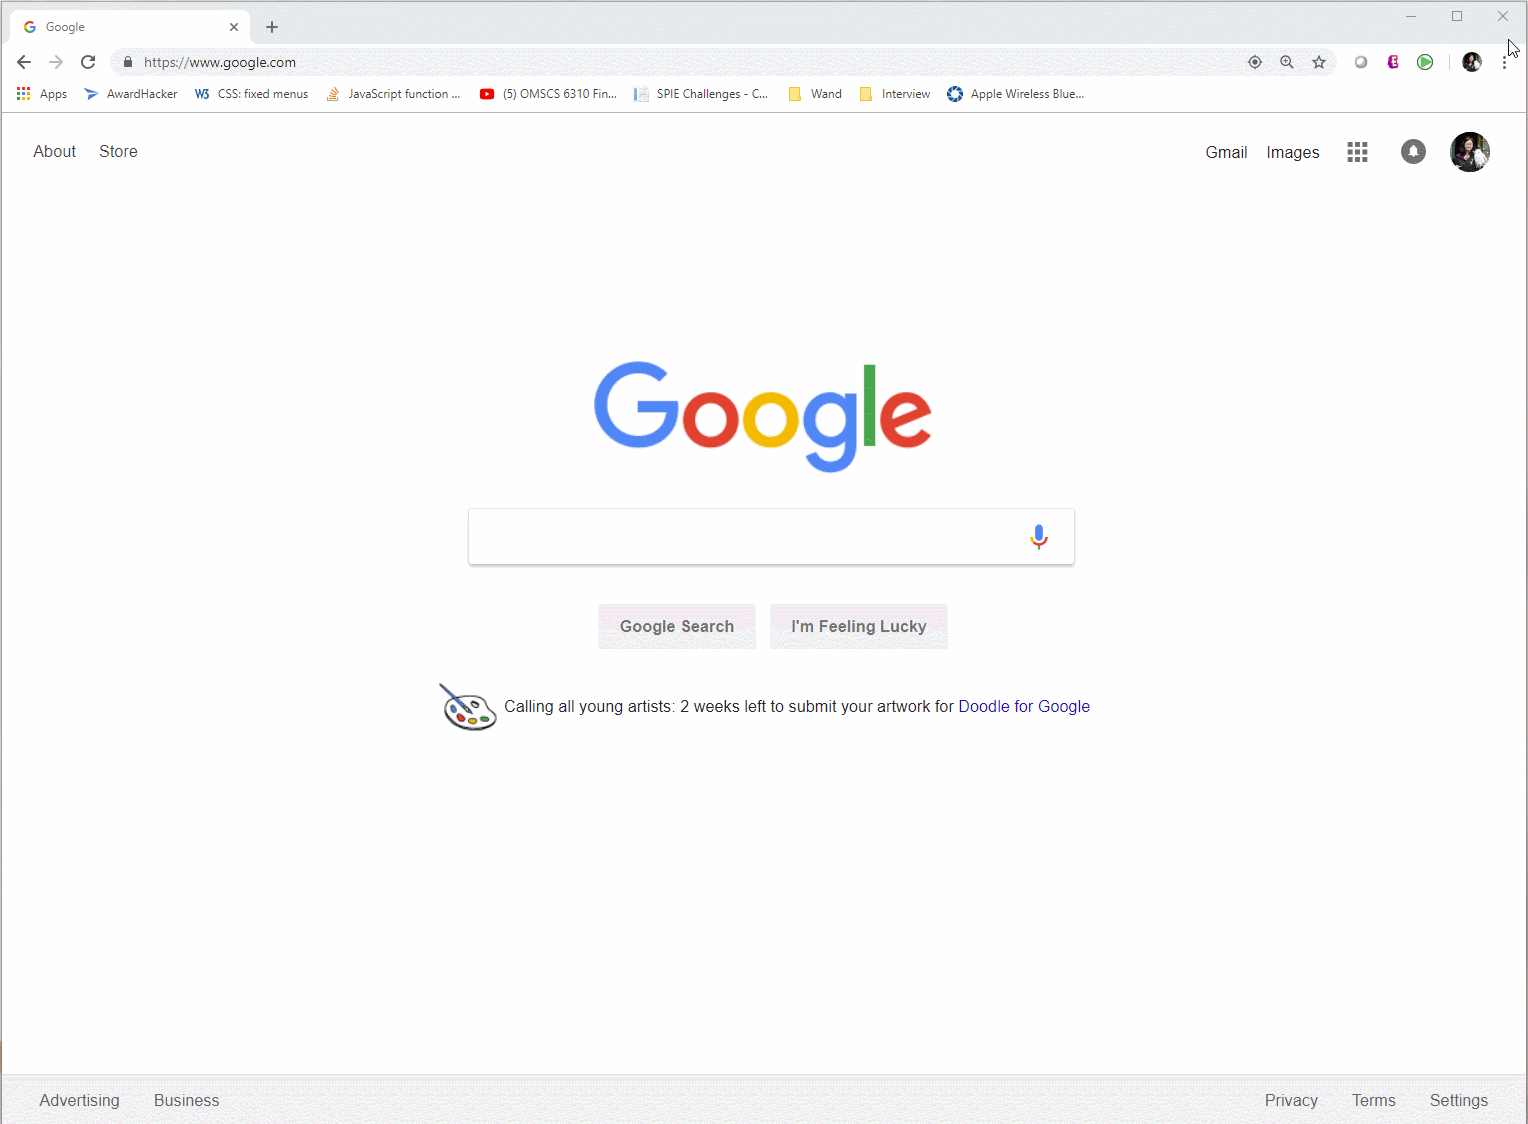 Google
https://www.google.com
Apps AwardHacker W3 CSS: fixed menus JavaScript function ... (5) OMSCS 6310 Fin... SPIE Challenges - C... Wand Interview Apple Wireless Blue...
About Store Gmail Images
Google
Google Search I'm Feeling Lucky
Calling all young artists: 2 weeks left to submit your artwork for Doodle for Google
Advertising Business Privacy Terms Settings